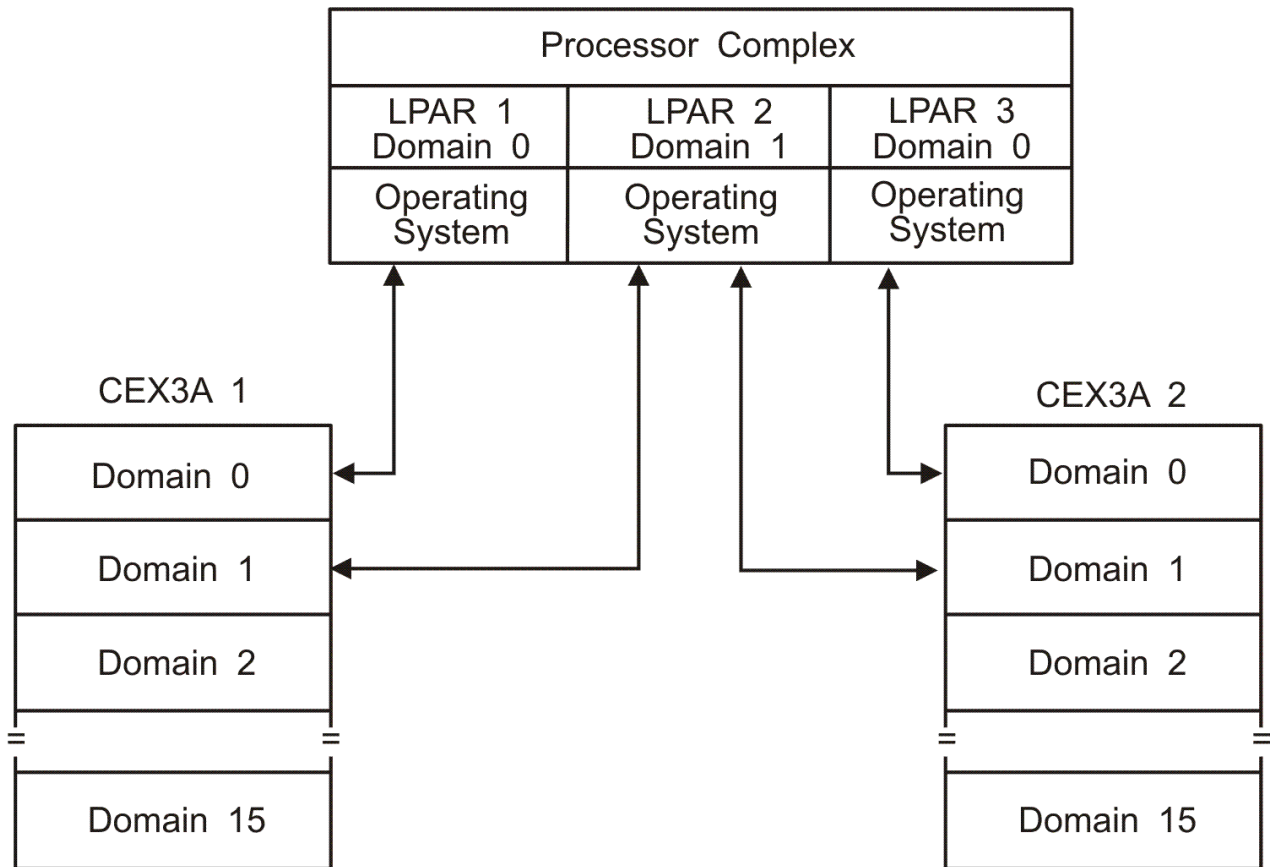 Processor Complex
LPAR 1
Domain 0
LPAR 2
Domain 1
LPAR 3
Domain 0
Operating
System
Operating
System
Operating
System
CEX3A 1
Domain 0
Domain 1
Domain 2
=
=
Domain 15
CEX3A 2
Domain 0
Domain 1
Domain 2
=
=
Domain 15